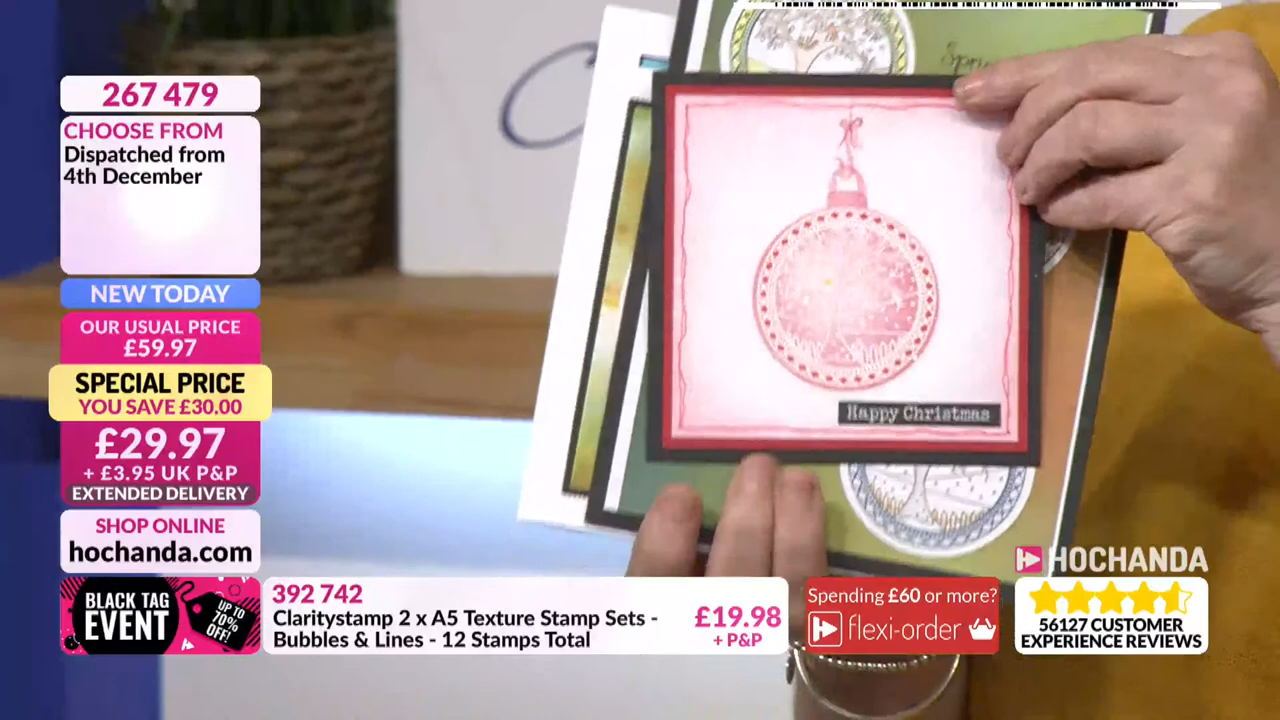 267 479
CHOOSE FROM
Dispatched from
4th December
NEW TODAY
OUR USUAL PRICE
£59.97
SPECIAL PRICE
YOU SAVE £30.00
£29.97
+ £3.95 UK P&P
EXTENDED DELIVERY
SHOP ONLINE
hochanda.com
BLACK TAG
EVENT
UP TO
70%
OFF!
392 742
Claritystamp 2 x A5 Texture Stamp Sets -
Bubbles & Lines - 12 Stamps Total
£19.98
+ P&P
Spending £60 or more?
flexi-order
HOCHANDA
56127 CUSTOMER
EXPERIENCE REVIEWS
Happy Christmas